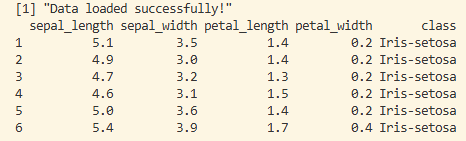 [1] "Data loaded successfully!"
  sepal_length sepal_width petal_length petal_width       class
1          5.1         3.5          1.4         0.2 Iris-setosa
2          4.9         3.0          1.4         0.2 Iris-setosa
3          4.7         3.2          1.3         0.2 Iris-setosa
4          4.6         3.1          1.5         0.2 Iris-setosa
5          5.0         3.6          1.4         0.2 Iris-setosa
6          5.4         3.9          1.7         0.4 Iris-setosa